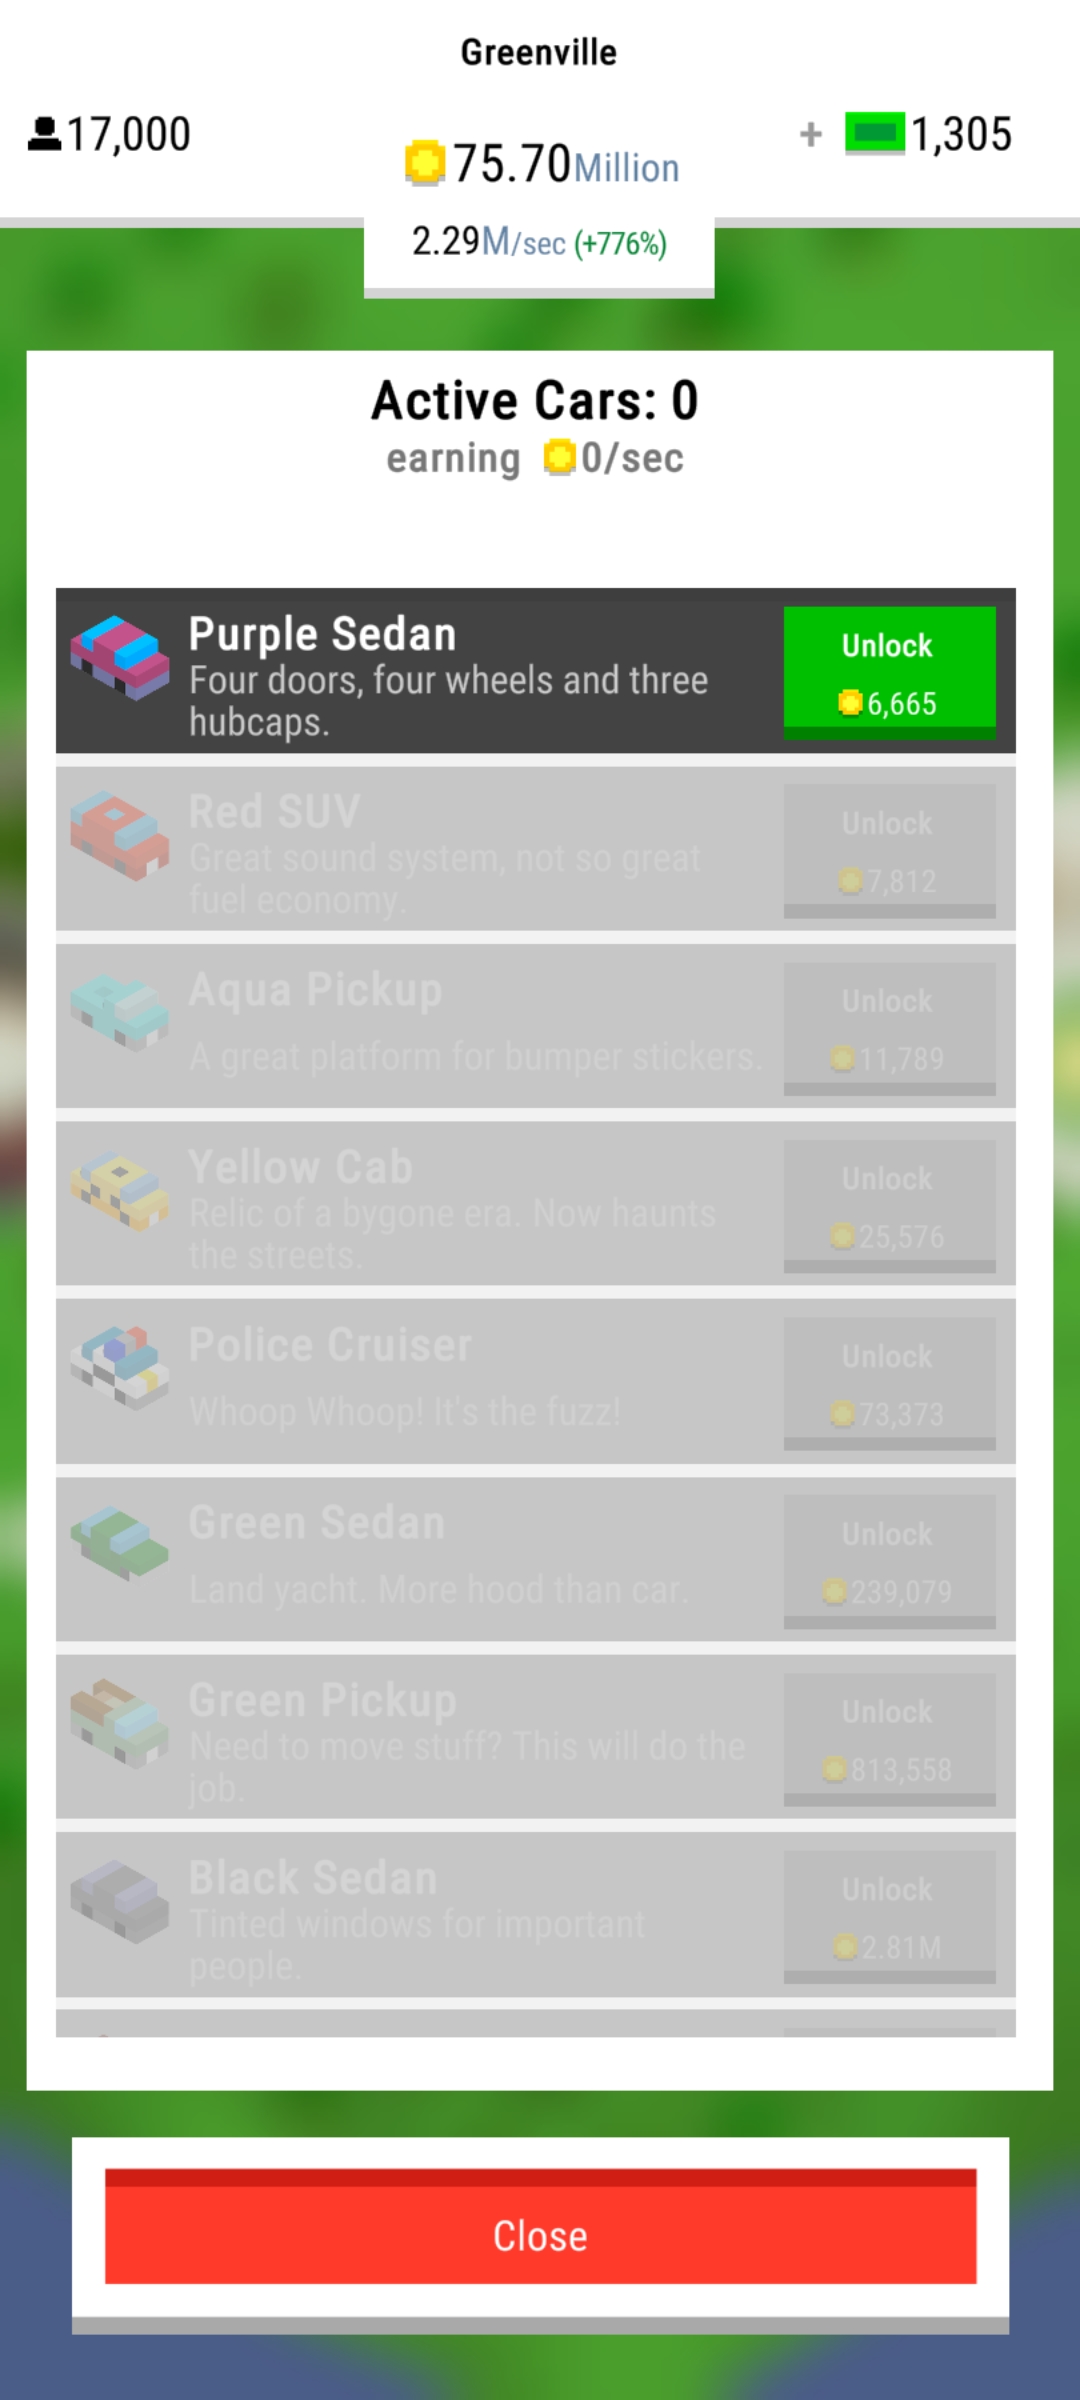 Greenville
17,000
75.70Million
+ 1,305
2.29M/sec (+776%)
Active Cars: 0
earning 0/sec
Purple Sedan
Four doors, four wheels and three
hubcaps.
Unlock
6,665
Red SUV
Great sound system, not so great
fuel economy.
Unlock
7,812
Aqua Pickup
A great platform for bumper stickers.
Unlock
11,789
Yellow Cab
Relic of a bygone era. Now haunts
the streets.
Unlock
25,576
Police Cruiser
Whoop Whoop! It's the fuzz!
Unlock
73,373
Green Sedan
Land yacht. More hood than car.
Unlock
239,079
Green Pickup
Need to move stuff? This will do the
job.
Unlock
813,558
Black Sedan
Tinted windows for important
people.
Unlock
2.81M
Close